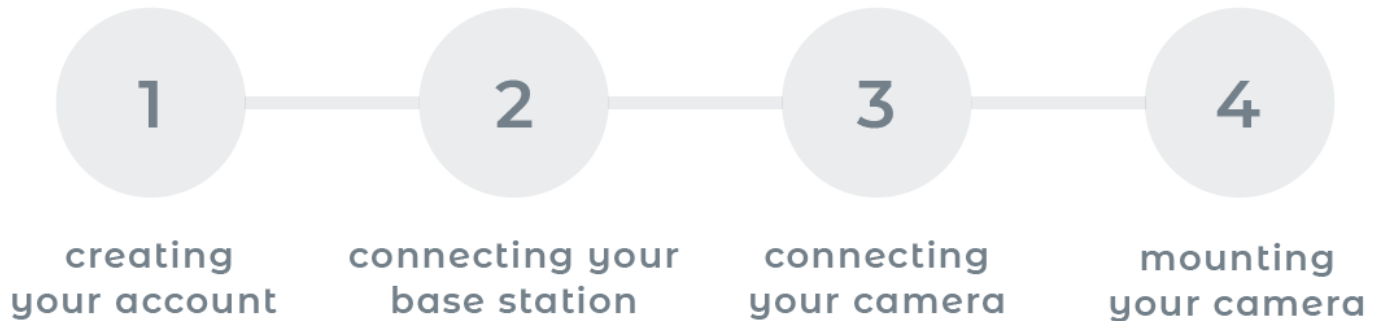 1
2
3
4
creating
your account
connecting your
base station
connecting
your camera
mounting
your camera